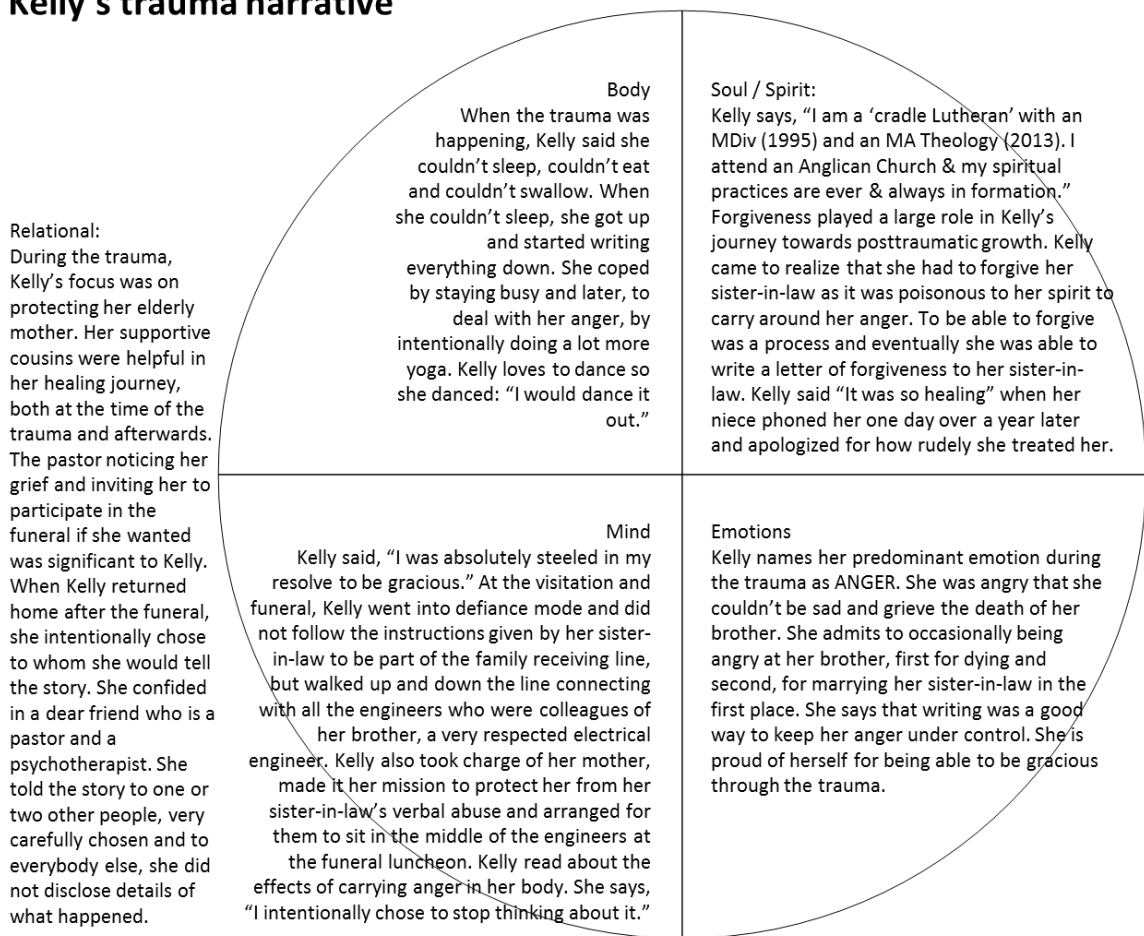 Kelly's trauma narrative
Body
When the trauma was
happening, Kelly said she
couldn't sleep, couldn't eat
and couldn't swallow. When
she couldn't sleep, she got up
and started writing
everything down. She coped
by staying busy and later, to
deal with her anger, by
intentionally doing a lot more
yoga. Kelly loves to dance so
she danced: “I would dance it
out.”
Soul / Spirit:
Kelly says, “I am a ‘cradle Lutheran’ with an
MDiv (1995) and an MA Theology (2013). I
attend an Anglican Church & my spiritual
practices are ever & always in formation.”
Forgiveness played a large role in Kelly's
journey towards posttraumatic growth. Kelly
came to realize that she had to forgive her
sister-in-law as it was poisonous to her spirit to
carry around her anger. To be able to forgive
was a process and eventually she was able to
write a letter of forgiveness to her sister-in-
law. Kelly said “It was so healing” when her
niece phoned her one day over a year later
and apologized for how rudely she treated her.
Relational:
During the trauma,
Kelly's focus was on
protecting her elderly
mother. Her supportive
cousins were helpful in
her healing journey,
both at the time of the
trauma and afterwards.
The pastor noticing her
grief and inviting her to
participate in the
funeral if she wanted
was significant to Kelly.
When Kelly returned
home after the funeral,
she intentionally chose
to whom she would tell
the story. She confided
in a dear friend who is a
pastor and a
psychotherapist. She
told the story to one or
two other people, very
carefully chosen and to
everybody else, she did
not disclose details of
what happened.
Mind
Kelly said, “I was absolutely steeled in my
resolve to be gracious.” At the visitation and
funeral, Kelly went into defiance mode and did
not follow the instructions given by her sister-
in-law to be part of the family receiving line,
but walked up and down the line connecting
with all the engineers who were colleagues of
her brother, a very respected electrical
engineer. Kelly also took charge of her mother,
made it her mission to protect her from her
sister-in-law's verbal abuse and arranged for
them to sit in the middle of the engineers at
the funeral luncheon. Kelly read about the
effects of carrying anger in her body. She says,
“I intentionally chose to stop thinking about it.”
Emotions
Kelly names her predominant emotion during
the trauma as ANGER. She was angry that she
couldn't be sad and grieve the death of her
brother. She admits to occasionally being
angry at her brother, first for dying and
second, for marrying her sister-in-law in the
first place. She says that writing was a good
way to keep her anger under control. She is
proud of herself for being able to be gracious
through the trauma.